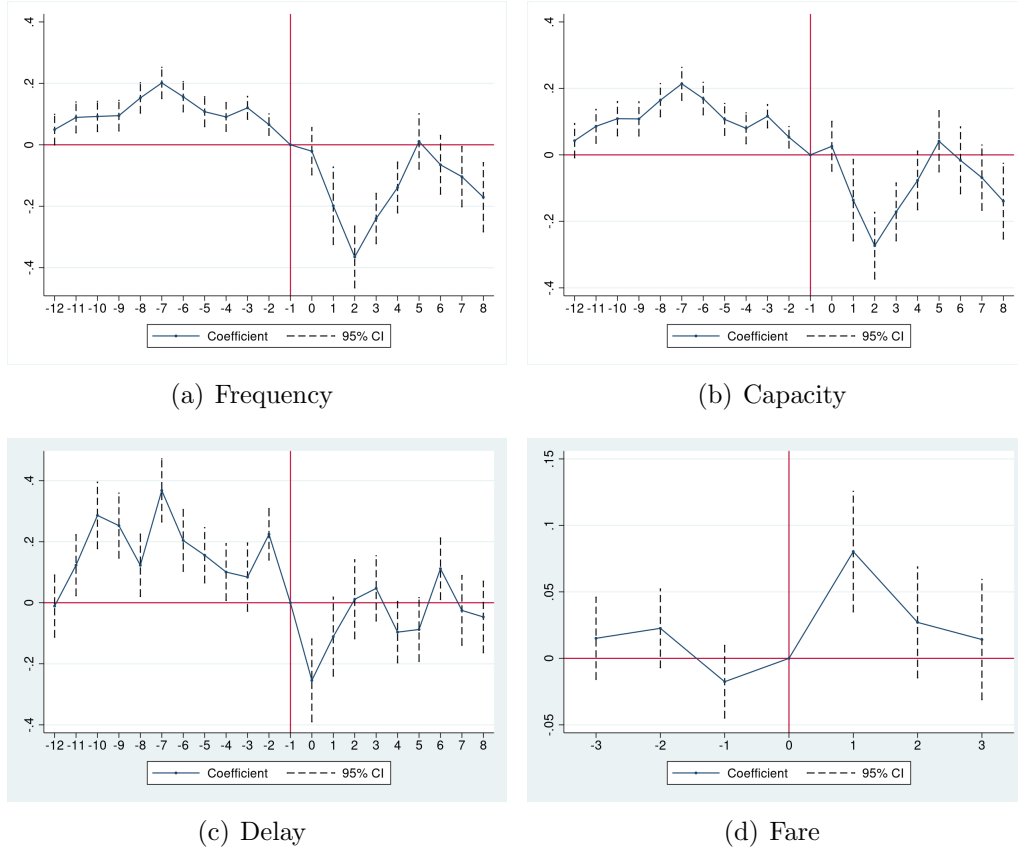 .4
.2
0
-.2
-.4
-12 -11 -10 -9 -8 -7 -6 -5 -4 -3 -2 -1 0 1 2 3 4 5 6 7 8
Coefficient 95% CI
(a) Frequency
.4
.2
0
-.2
-.4
-12 -11 -10 -9 -8 -7 -6 -5 -4 -3 -2 -1 0 1 2 3 4 5 6 7 8
Coefficient 95% CI
(b) Capacity
.4
.2
0
-.2
-.4
-12 -11 -10 -9 -8 -7 -6 -5 -4 -3 -2 -1 0 1 2 3 4 5 6 7 8
Coefficient 95% CI
(c) Delay
.15
.1
.05
0
-.05
-3 -2 -1 0 1 2 3
Coefficient 95% CI
(d) Fare